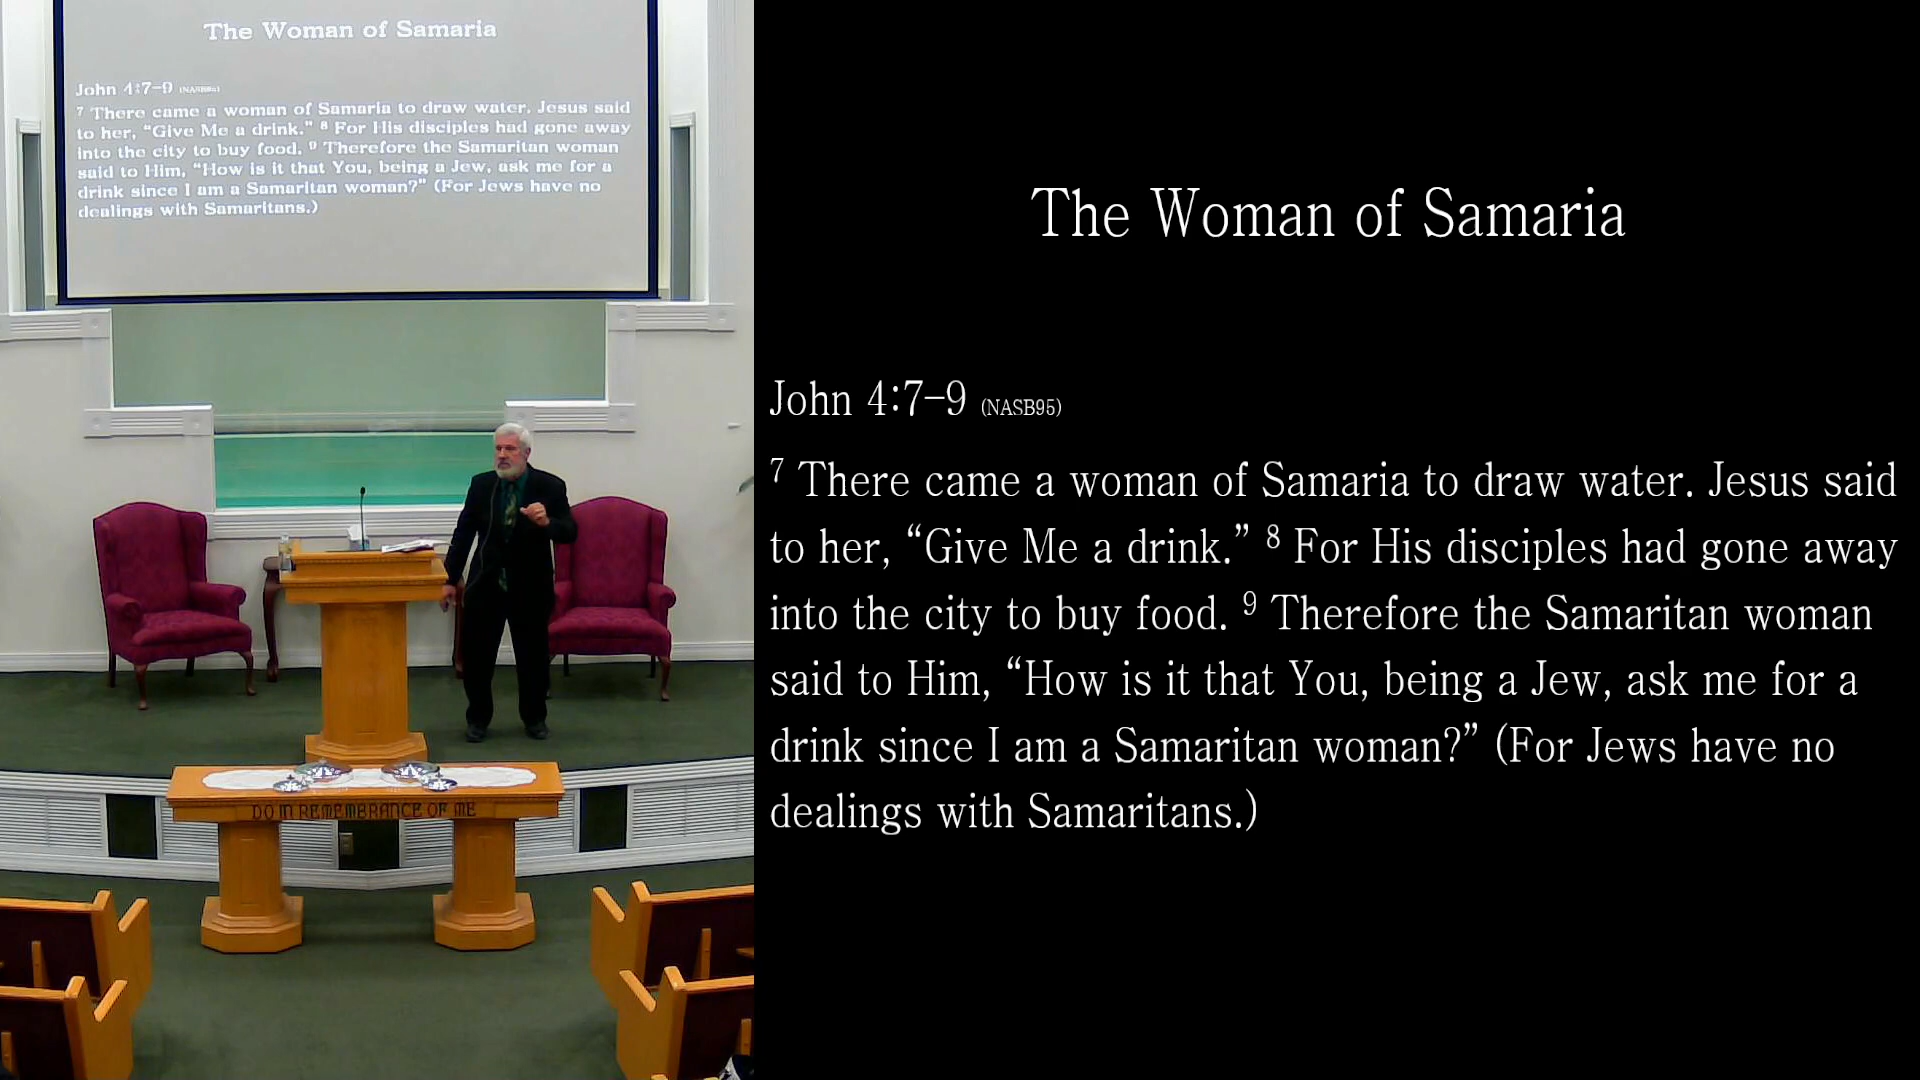 The Woman of Samaria
John 4:7–9 (NASB95)
7 There came a woman of Samaria to draw water. Jesus said
to her, “Give Me a drink.” 8 For His disciples had gone away
into the city to buy food. 9 Therefore the Samaritan woman
said to Him, “How is it that You, being a Jew, ask me for a
drink since I am a Samaritan woman?” (For Jews have no
dealings with Samaritans.)
DO IN REMEMBRANCE OF ME
The Woman of Samaria
John 4:7–9 (NASB95)
7 There came a woman of Samaria to draw water. Jesus said
to her, “Give Me a drink.” 8 For His disciples had gone away
into the city to buy food. 9 Therefore the Samaritan woman
said to Him, “How is it that You, being a Jew, ask me for a
drink since I am a Samaritan woman?” (For Jews have no
dealings with Samaritans.)